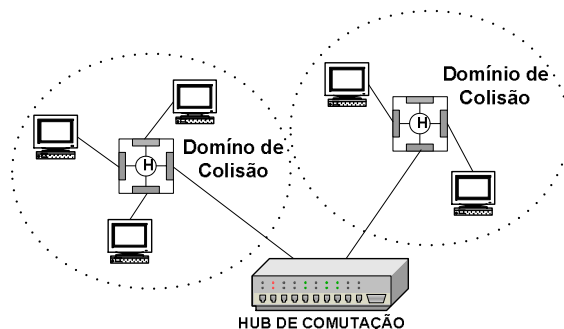 Domíno de
Colisão
H
Domínio de
Colisão
H
HUB DE COMUTAÇÃO